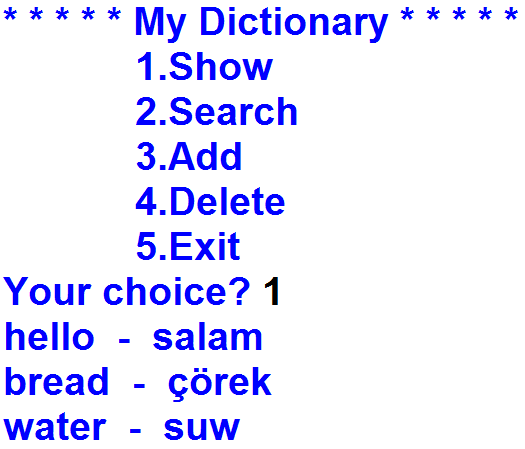 * * * * * My Dictionary * * * * *
1.Show
2.Search
3.Add
4.Delete
5.Exit
Your choice? 1
hello - salam
bread - çörek
water - suw